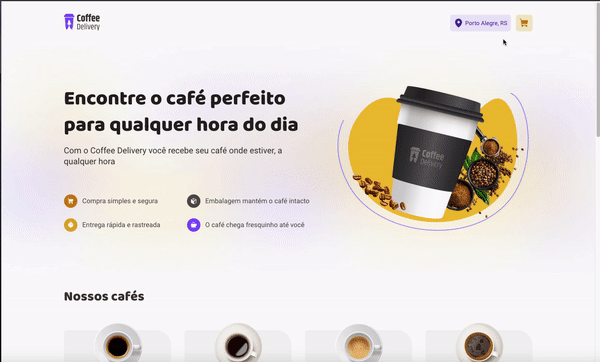 Coffee
Delivery
Porto Alegre, RS
Encontre o café perfeito
para qualquer hora do dia
Com o Coffee Delivery você recebe seu café onde estiver, a
qualquer hora
Compra simples e segura
Embalagem mantém o café intacto
Entrega rápida e rastreada
O café chega fresquinho até você
Coffee
Delivery
Nossos cafés